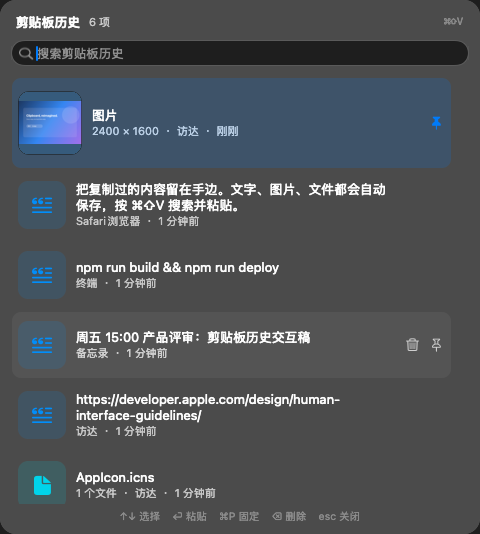 剪贴板历史 6 项 ⌘⇧V
搜索剪贴板历史
图片
2400 × 1600 · 访达 · 刚刚
把复制过的内容留在手边。文字、图片、文件都会自动
保存，按 ⌘⇧V 搜索并粘贴。
Safari 浏览器 · 1 分钟前
npm run build && npm run deploy
终端 · 1 分钟前
周五 15:00 产品评审：剪贴板历史交互稿
备忘录 · 1 分钟前
https://developer.apple.com/design/human-
interface-guidelines/
访达 · 1 分钟前
AppIcon.icns
1 个文件 · 访达 · 1 分钟前
↑↓ 选择 ↩ 粘贴 ⌘P 固定 ⌫ 删除 esc 关闭